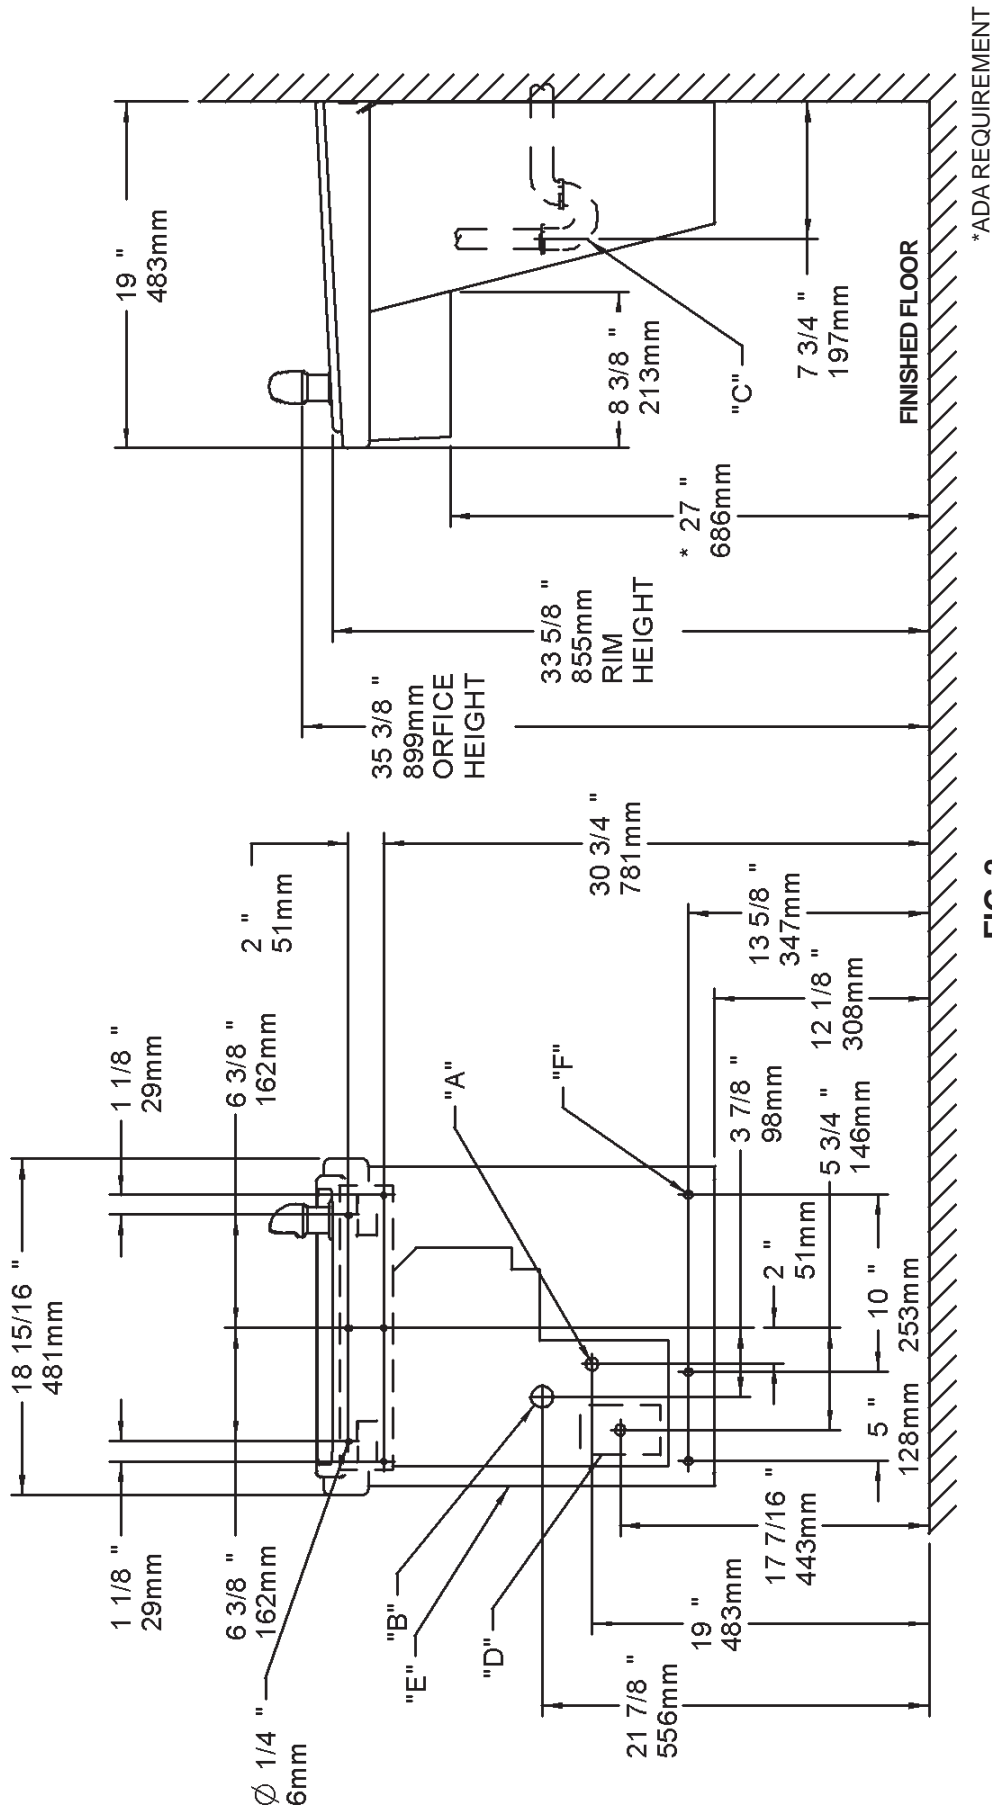 18 15/16 "
481mm
1 1/8 "
29mm
1 1/8 "
29mm
6 3/8 "
162mm
6 3/8 "
162mm
Ø 1/4 "
6mm
2 "
51mm
"B"
"E"
"D"
"A"
"F"
30 3/4 "
781mm
21 7/8 "
556mm
19 "
483mm
17 7/16 "
443mm
5 "
128mm
10 "
253mm
2 "
51mm
3 7/8 "
98mm
5 3/4 "
146mm
13 5/8 "
347mm
12 1/8 "
308mm
19 "
483mm
35 3/8 "
899mm
ORFICE
HEIGHT
33 5/8 "
855mm
RIM
HEIGHT
* 27 "
686mm
8 3/8 "
213mm
"C"
7 3/4 "
197mm
FINISHED FLOOR
*ADA REQUIREMENT